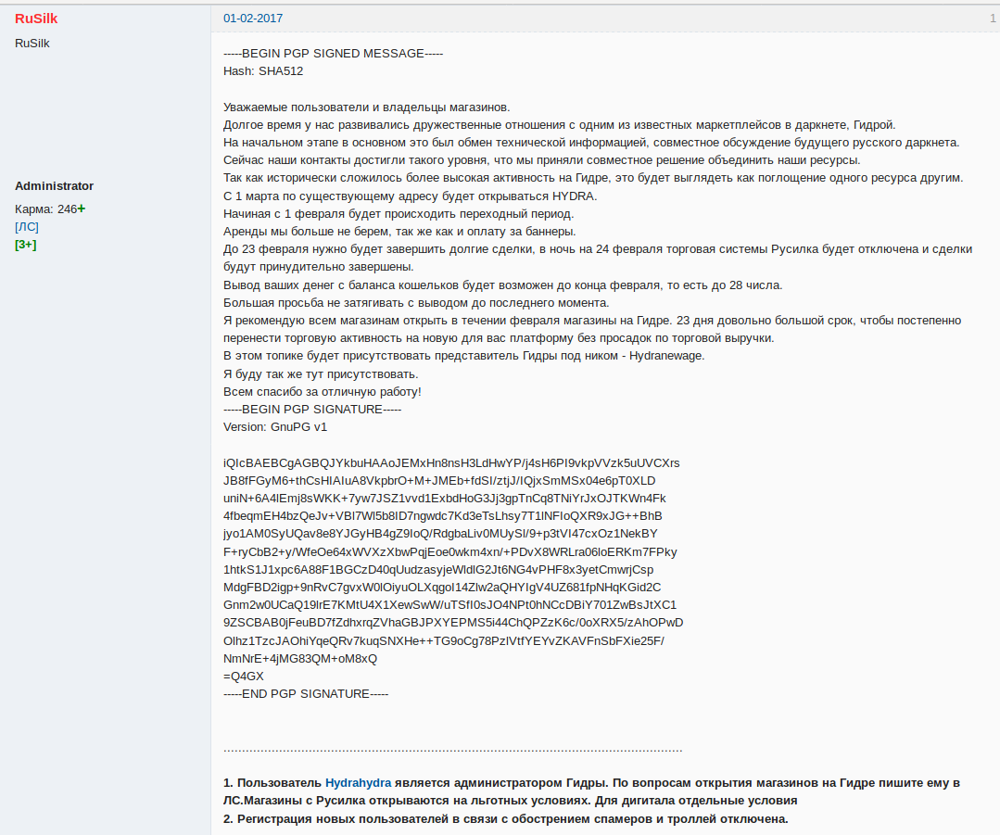 RuSilk
RuSilk
Administrator
Карма: 246+
[ЛС]
[3+]
01-02-2017
1
-----BEGIN PGP SIGNED MESSAGE-----
Hash: SHA512
Уважаемые пользователи и владельцы магазинов.
Долгое время у нас развивались дружественные отношения с одним из известных маркетплейсов в даркнете, Гидрой.
На начальном этапе в основном это был обмен технической информацией, совместное обсуждение будущего русского даркнета.
Сейчас наши контакты достигли такого уровня, что мы приняли совместное решение объединить наши ресурсы.
Так как исторически сложилось более высокая активность на Гидре, это будет выглядеть как поглощение одного ресурса другим.
С 1 марта по существующему адресу будет открываться HYDRA.
Начиная с 1 февраля будет происходить переходный период.
Аренды мы больше не берем, так же как и оплату за баннеры.
До 23 февраля нужно будет завершить долгие сделки, в ночь на 24 февраля торговая системы Русилка будет отключена и сделки
будут принудительно завершены.
Вывод ваших денег с баланса кошельков будет возможен до конца февраля, то есть до 28 числа.
Большая просьба не затягивать с выводом до последнего момента.
Я рекомендую всем магазинам открыть в течении февраля магазины на Гидре. 23 дня довольно большой срок, чтобы постепенно
перенести торговую активность на новую для вас платформу без просадок по торговой выручки.
В этом топике будет присутствовать представитель Гидры под ником - Hydranewage.
Я буду так же тут присутствовать.
Всем спасибо за отличную работу!
-----BEGIN PGP SIGNATURE-----
Version: GnuPG v1
iQIcBAEBCgAGBQJYkbuHAAoJEMxHn8nsH3LdHwYP/j4sH6PI9vkpVVzk5uUVCXrs
JB8fFGyM6+thCsHIAIuA8VkpbrO+M+JMEb+fdSI/ztjJ/IQjxSmMSx04e6pT0XLD
uniN+6A4lEmj8sWKK+7yw7JSZ1vvd1ExbdHoG3Jj3gpTnCq8TNiYrJxOJTKWn4Fk
4fbeqmEH4bzQeJv+VBl7Wl5b8ID7ngwdc7Kd3eTsLhsy7T1lNFIoQXR9xJG++BhB
jyo1AM0SyUQav8e8YJGyHB4gZ9IoQ/RdgbaLiv0MUySl/9+p3tVI47cxOz1NekBY
F+ryCbB2+y/WfeOe64xWVXzXbwPqjEoe0wkm4xn/+PDvX8WRLra06loERKm7FPky
1htkS1J1xpc6A88F1BGCzD40qUudzasyjeWldlG2Jt6NG4vPHF8x3yetCmwrjCsp
MdgFBD2igp+9nRvC7gvxW0lOiyuOLXqgoI14Zlw2aQHYIgV4UZ681fpNHqKGid2C
Gnm2w0UCaQ19lrE7KMtU4X1XewSwW/uTSfI0sJO4NPt0hNCcDBiY701ZwBsJtXC1
9ZSCBAB0jFeuBD7fZdhxrqZVhaGBJPXYEPMS5i44ChQPZzK6c/0oXRX5/zAhOPwD
Olhz1TzcJAOhiYqeQRv7kuqSNXHe++TG9oCg78PzlVtfYEYvZKAVFnSbFXie25F/
NmNrE+4jMG83QM+oM8xQ
=Q4GX
-----END PGP SIGNATURE-----
............................................................................................................................
1. Пользователь Hydrahydra является администратором Гидры. По вопросам открытия магазинов на Гидре пишите ему в
ЛС.Магазины с Русилка открываются на льготных условиях. Для дигитала отдельные условия
2. Регистрация новых пользователей в связи с обострением спамеров и троллей отключена.